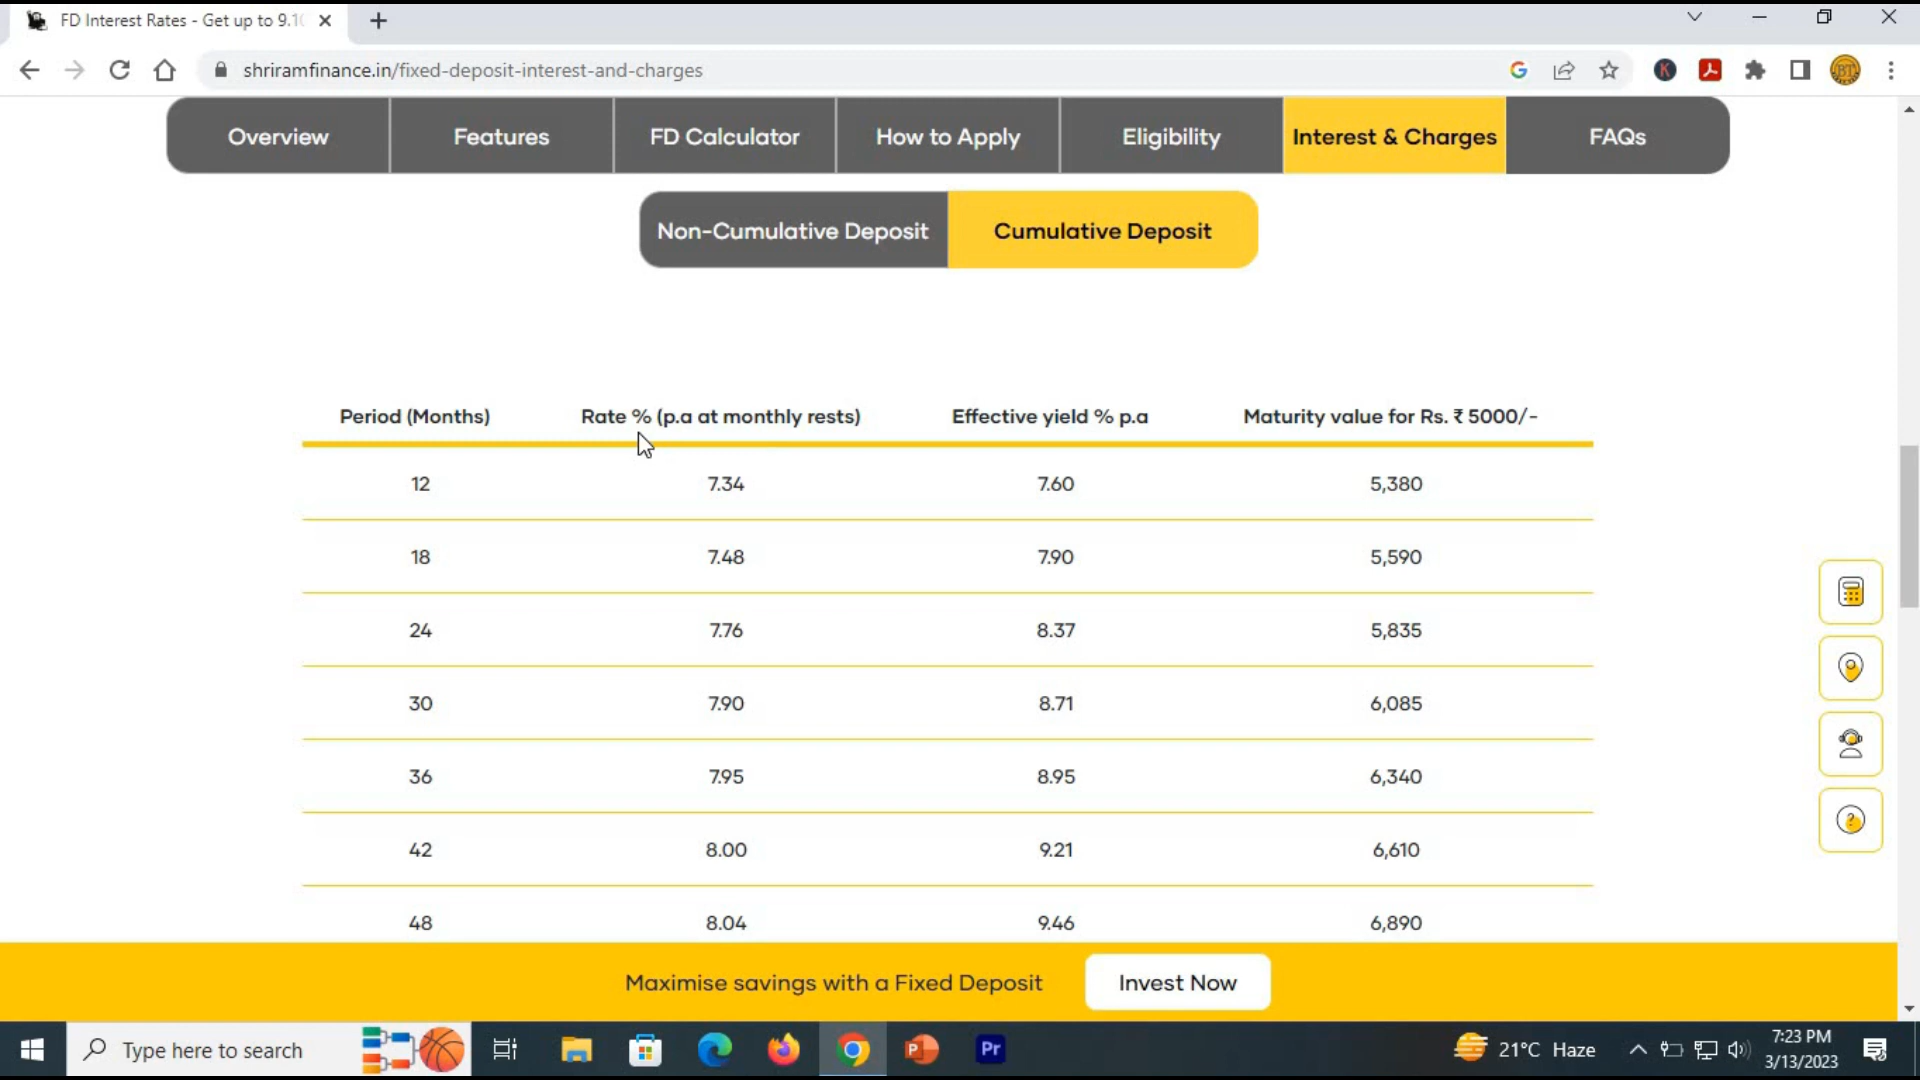 FD Interest Rates - Get up to 9.10
shriramfinance.in/fixed-deposit-interest-and-charges
Overview
Features
FD Calculator
How to Apply
Eligibility
Interest & Charges
FAQs
Non-Cumulative Deposit
Cumulative Deposit
Period (Months) Rate % (p.a at monthly rests) Effective yield % p.a Maturity value for Rs. ₹ 5000/-
12 7.34 7.60 5,380
18 7.48 7.90 5,590
24 7.76 8.37 5,835
30 7.90 8.71 6,085
36 7.95 8.95 6,340
42 8.00 9.21 6,610
48 8.04 9.46 6,890
Maximise savings with a Fixed Deposit
Invest Now
Type here to search
Pr
21°C Haze
7:23 PM
3/13/2023